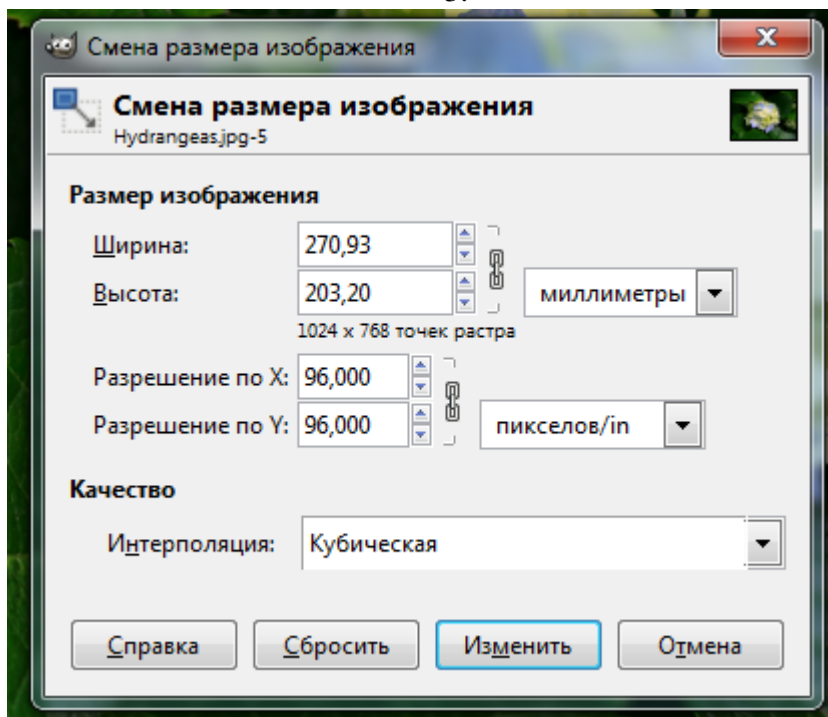 Смена размера изображения
Смена размера изображения
Hydrangeas.jpg-5
Размер изображения
Ширина: 270,93
Высота: 203,20 миллиметры
1024 x 768 точек растра
Разрешение по X: 96,000
Разрешение по Y: 96,000 пикселов/in
Качество
Интерполяция: Кубическая
Справка Сбросить Изменить Отмена